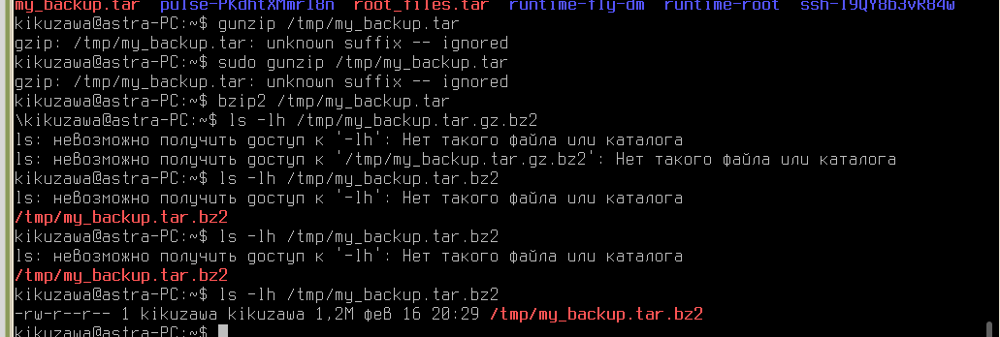 my_backup.tar pulse-PKdhtXMmr18n root_files.tar runtime-fly-dm runtime-root
kikuzawa@astra-PC:~$ gunzip /tmp/my_backup.tar
gzip: /tmp/my_backup.tar: unknown suffix -- ignored
kikuzawa@astra-PC:~$ sudo gunzip /tmp/my_backup.tar
gzip: /tmp/my_backup.tar: unknown suffix -- ignored
kikuzawa@astra-PC:~$ bzip2 /tmp/my_backup.tar
\kikuzawa@astra-PC:~$ ls –lh /tmp/my_backup.tar.gz.bz2
ls: невозможно получить доступ к '–lh': Нет такого файла или каталога
ls: невозможно получить доступ к '/tmp/my_backup.tar.gz.bz2': Нет такого файла или каталога
kikuzawa@astra-PC:~$ ls –lh /tmp/my_backup.tar.bz2
ls: невозможно получить доступ к '–lh': Нет такого файла или каталога
/tmp/my_backup.tar.bz2
kikuzawa@astra-PC:~$ ls –lh /tmp/my_backup.tar.bz2
ls: невозможно получить доступ к '–lh': Нет такого файла или каталога
/tmp/my_backup.tar.bz2
kikuzawa@astra-PC:~$ ls -lh /tmp/my_backup.tar.bz2
-rw-r--r-- 1 kikuzawa kikuzawa 1,2M фев 16 20:29 /tmp/my_backup.tar.bz2
kikuzawa@astra-PC:~$